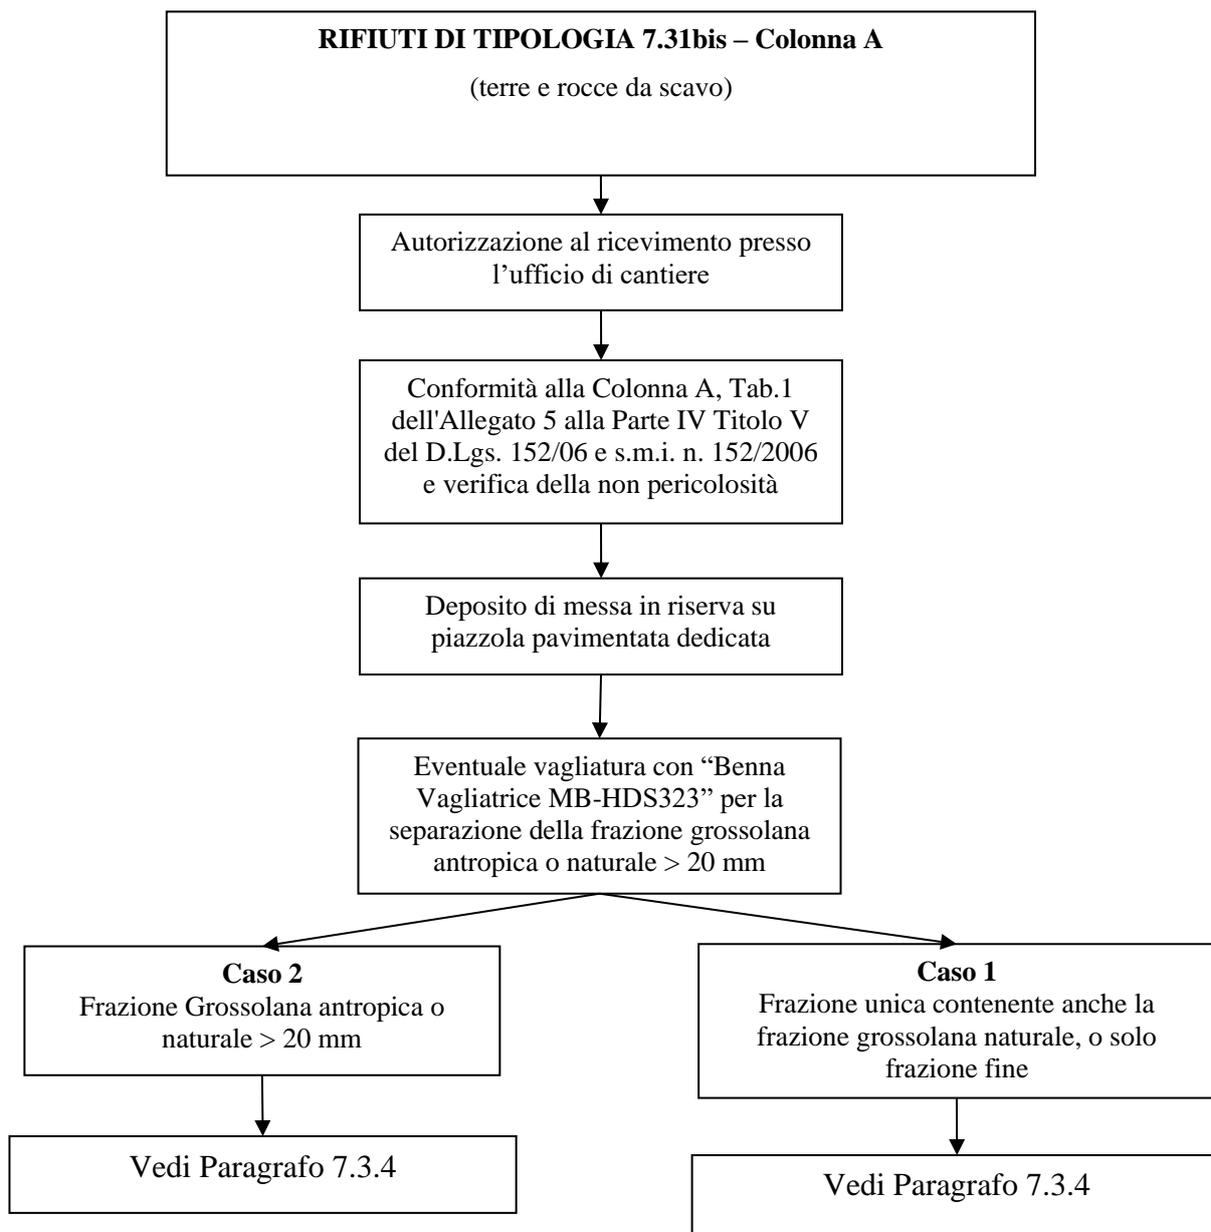 RIFIUTI DI TIPOLOGIA 7.31bis – Colonna A
(terre e rocce da scavo)
Autorizzazione al ricevimento presso
l’ufficio di cantiere
Conformità alla Colonna A, Tab.1
dell'Allegato 5 alla Parte IV Titolo V
del D.Lgs. 152/06 e s.m.i. n. 152/2006
e verifica della non pericolosità
Deposito di messa in riserva su
piazzola pavimentata dedicata
Eventuale vagliatura con “Benna
Vagliatrice MB-HDS323” per la
separazione della frazione grossolana
antropica o naturale > 20 mm
Caso 2
Frazione Grossolana antropica o
naturale > 20 mm
Vedi Paragrafo 7.3.4
Caso 1
Frazione unica contenente anche la
frazione grossolana naturale, o solo
frazione fine
Vedi Paragrafo 7.3.4